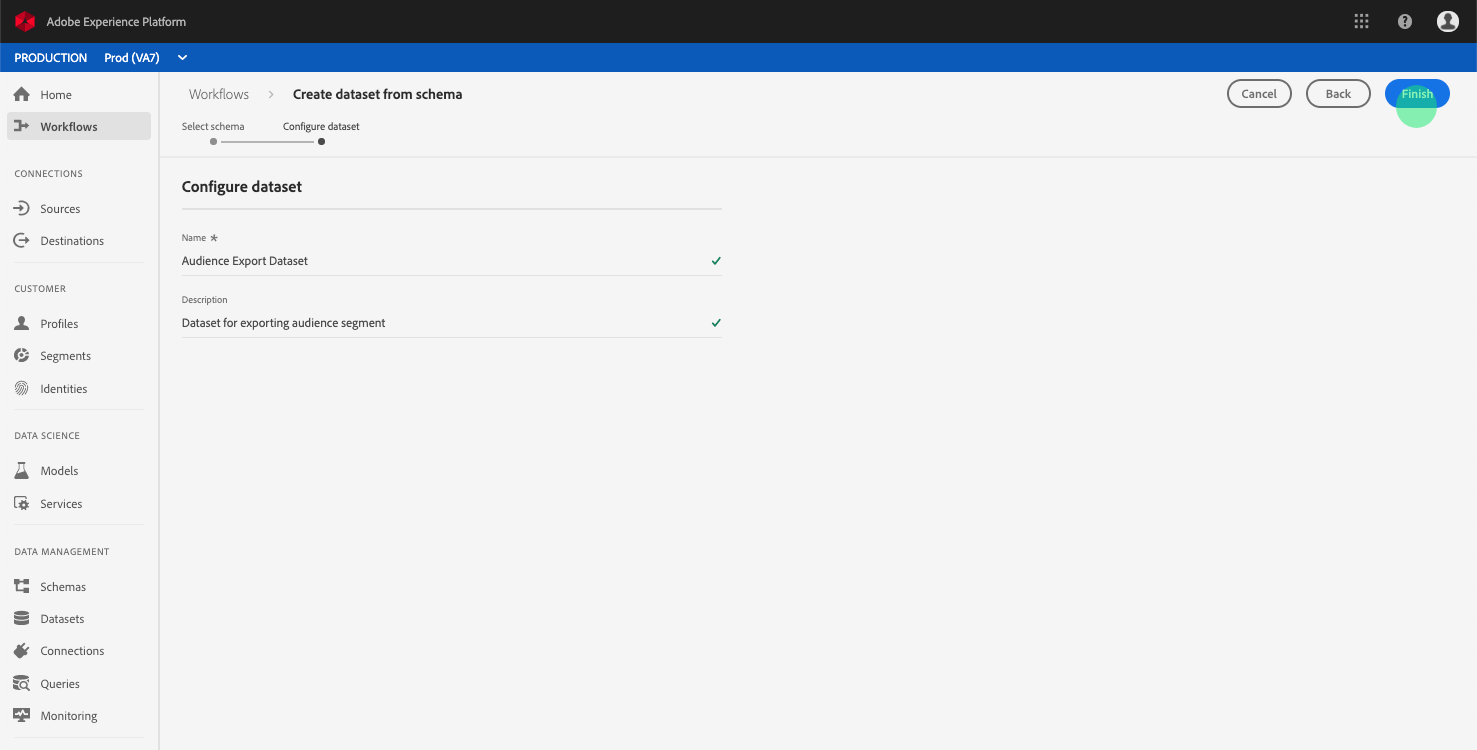 Adobe Experience Platform
PRODUCTION Prod (VA7)
Home
Workflows
CONNECTIONS
Sources
Destinations
CUSTOMER
Profiles
Segments
Identities
DATA SCIENCE
Models
Services
DATA MANAGEMENT
Schemas
Datasets
Connections
Queries
Monitoring
Workflows > Create dataset from schema
Cancel Back Finish
Select schema Configure dataset
Configure dataset
Name *
Audience Export Dataset
Description
Dataset for exporting audience segment